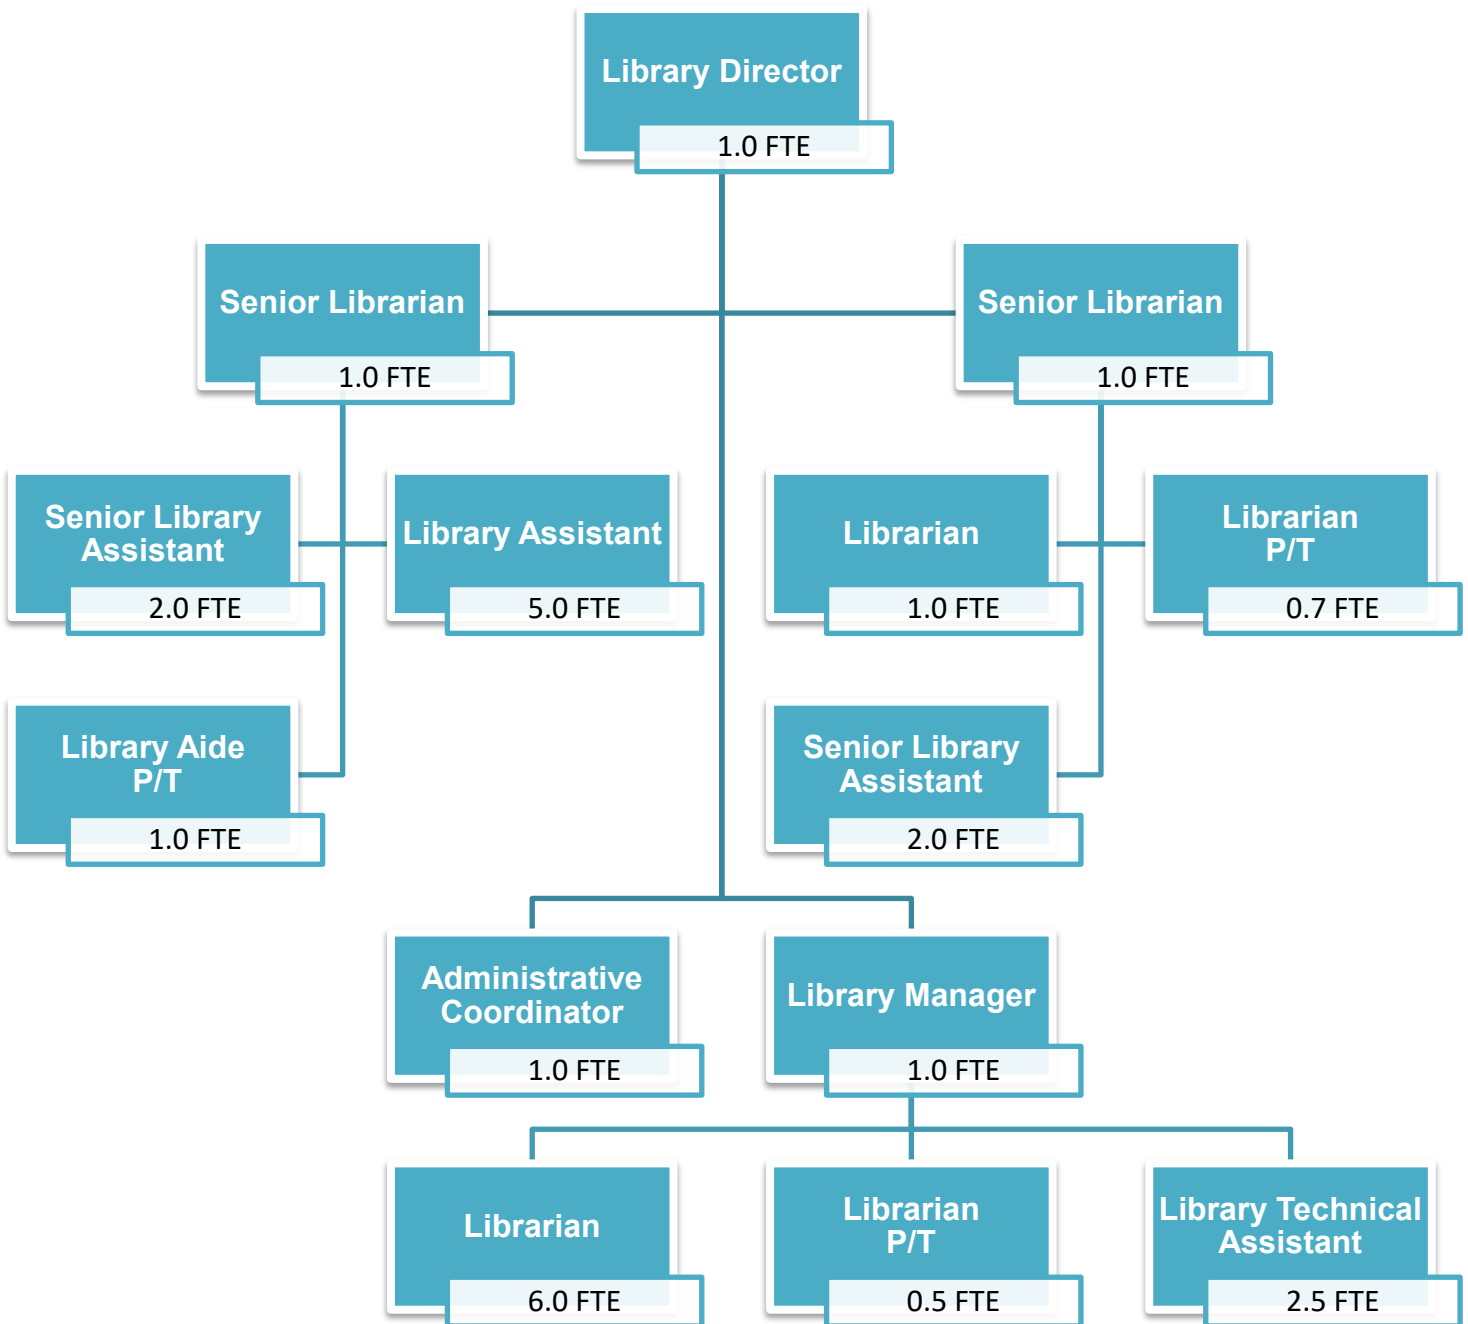 Library Director
1.0 FTE
Senior Librarian
1.0 FTE
Senior Librarian
1.0 FTE
Senior Library
Assistant
2.0 FTE
Library Assistant
5.0 FTE
Librarian
1.0 FTE
Librarian
P/T
0.7 FTE
Library Aide
P/T
1.0 FTE
Senior Library
Assistant
2.0 FTE
Administrative
Coordinator
1.0 FTE
Library Manager
1.0 FTE
Librarian
6.0 FTE
Librarian
P/T
0.5 FTE
Library Technical
Assistant
2.5 FTE